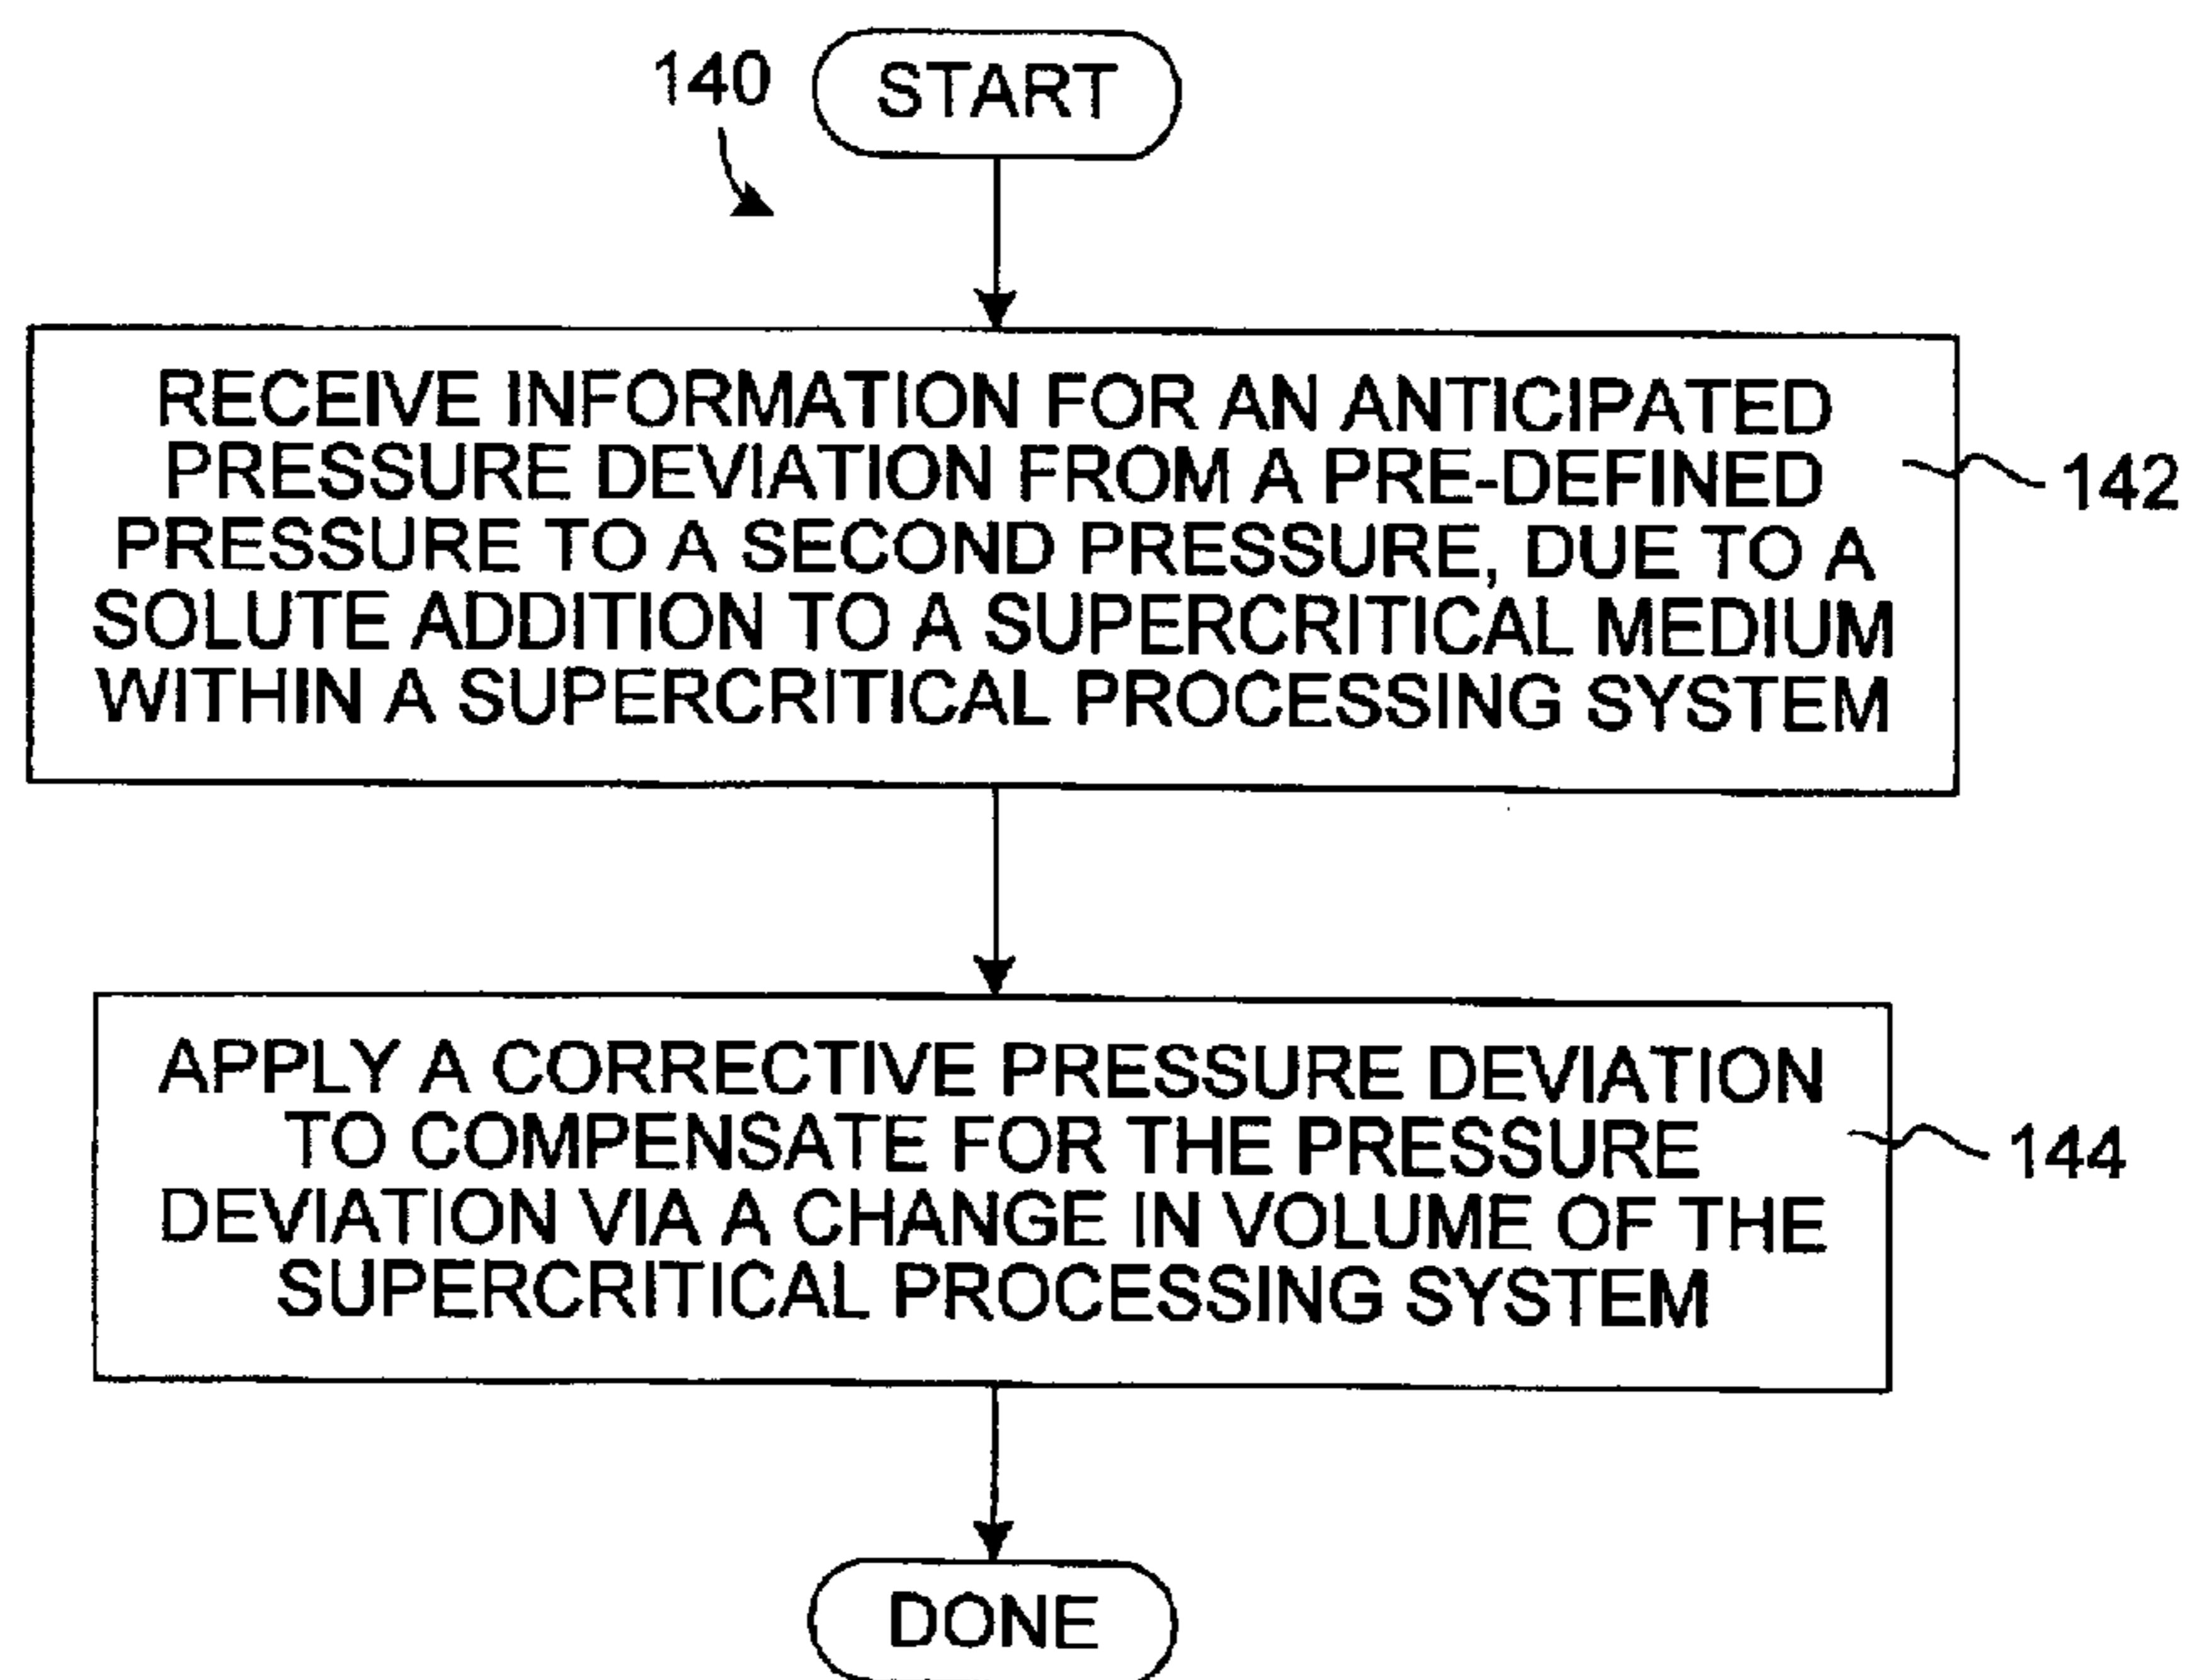 140
START
RECEIVE INFORMATION FOR AN ANTICIPATED
PRESSURE DEVIATION FROM A PRE-DEFINED
PRESSURE TO A SECOND PRESSURE, DUE TO A
SOLUTE ADDITION TO A SUPERCRITICAL MEDIUM
WITHIN A SUPERCRITICAL PROCESSING SYSTEM
142
APPLY A CORRECTIVE PRESSURE DEVIATION
TO COMPENSATE FOR THE PRESSURE
DEVIATION VIA A CHANGE IN VOLUME OF THE
SUPERCRITICAL PROCESSING SYSTEM
144
DONE